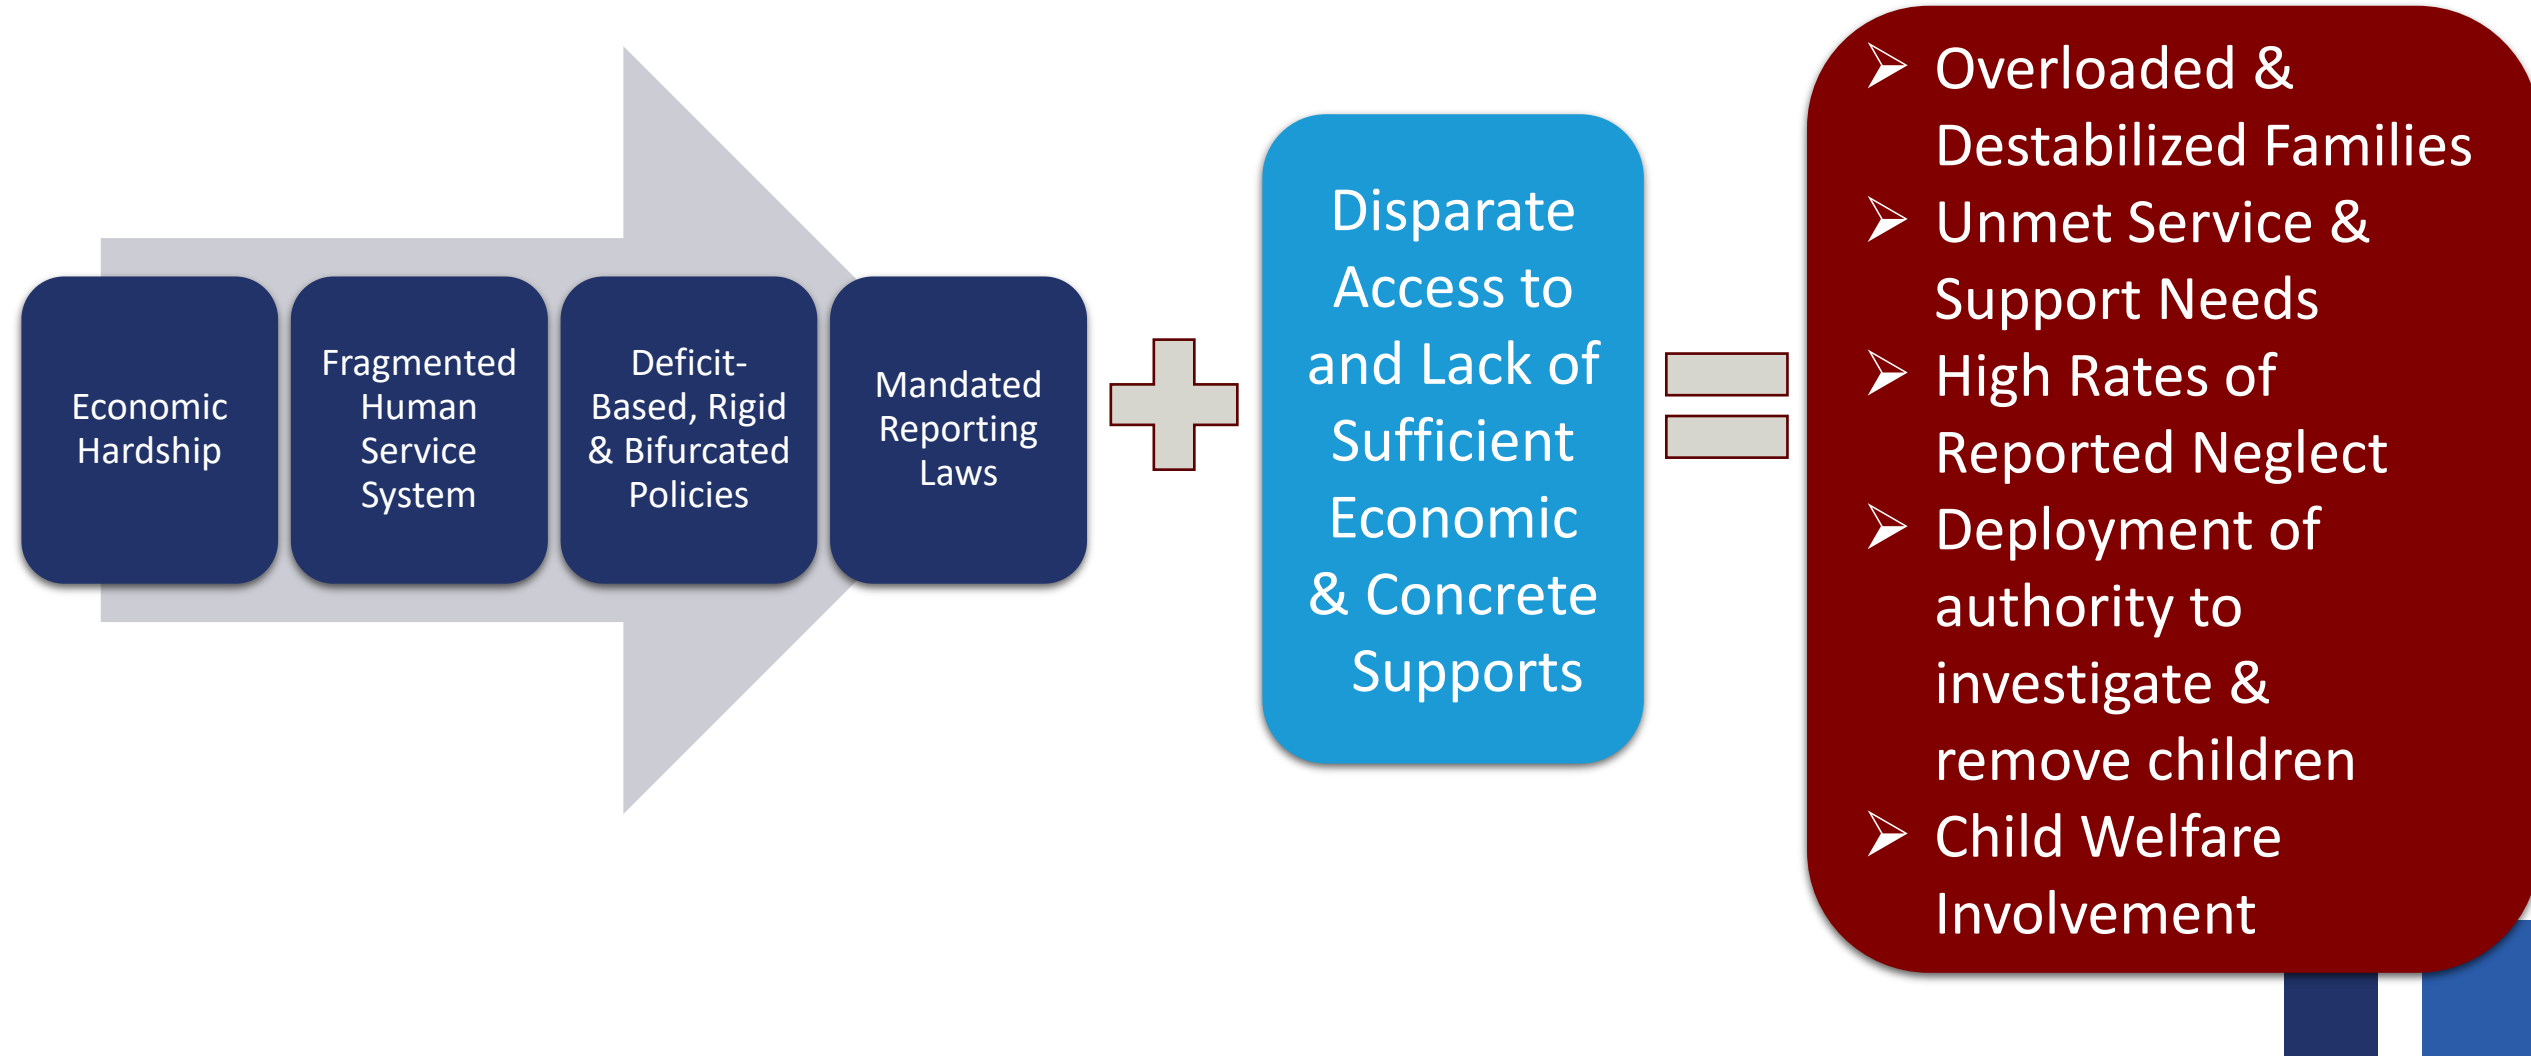 Economic
Hardship
Fragmented
Human
Service
System
Deficit-
Based, Rigid
& Bifurcated
Policies
Mandated
Reporting
Laws
Disparate
Access to
and Lack of
Sufficient
Economic
& Concrete
Supports
➢ Overloaded &
Destabilized Families
➢ Unmet Service &
Support Needs
➢ High Rates of
Reported Neglect
➢ Deployment of
authority to
investigate &
remove children
➢ Child Welfare
Involvement